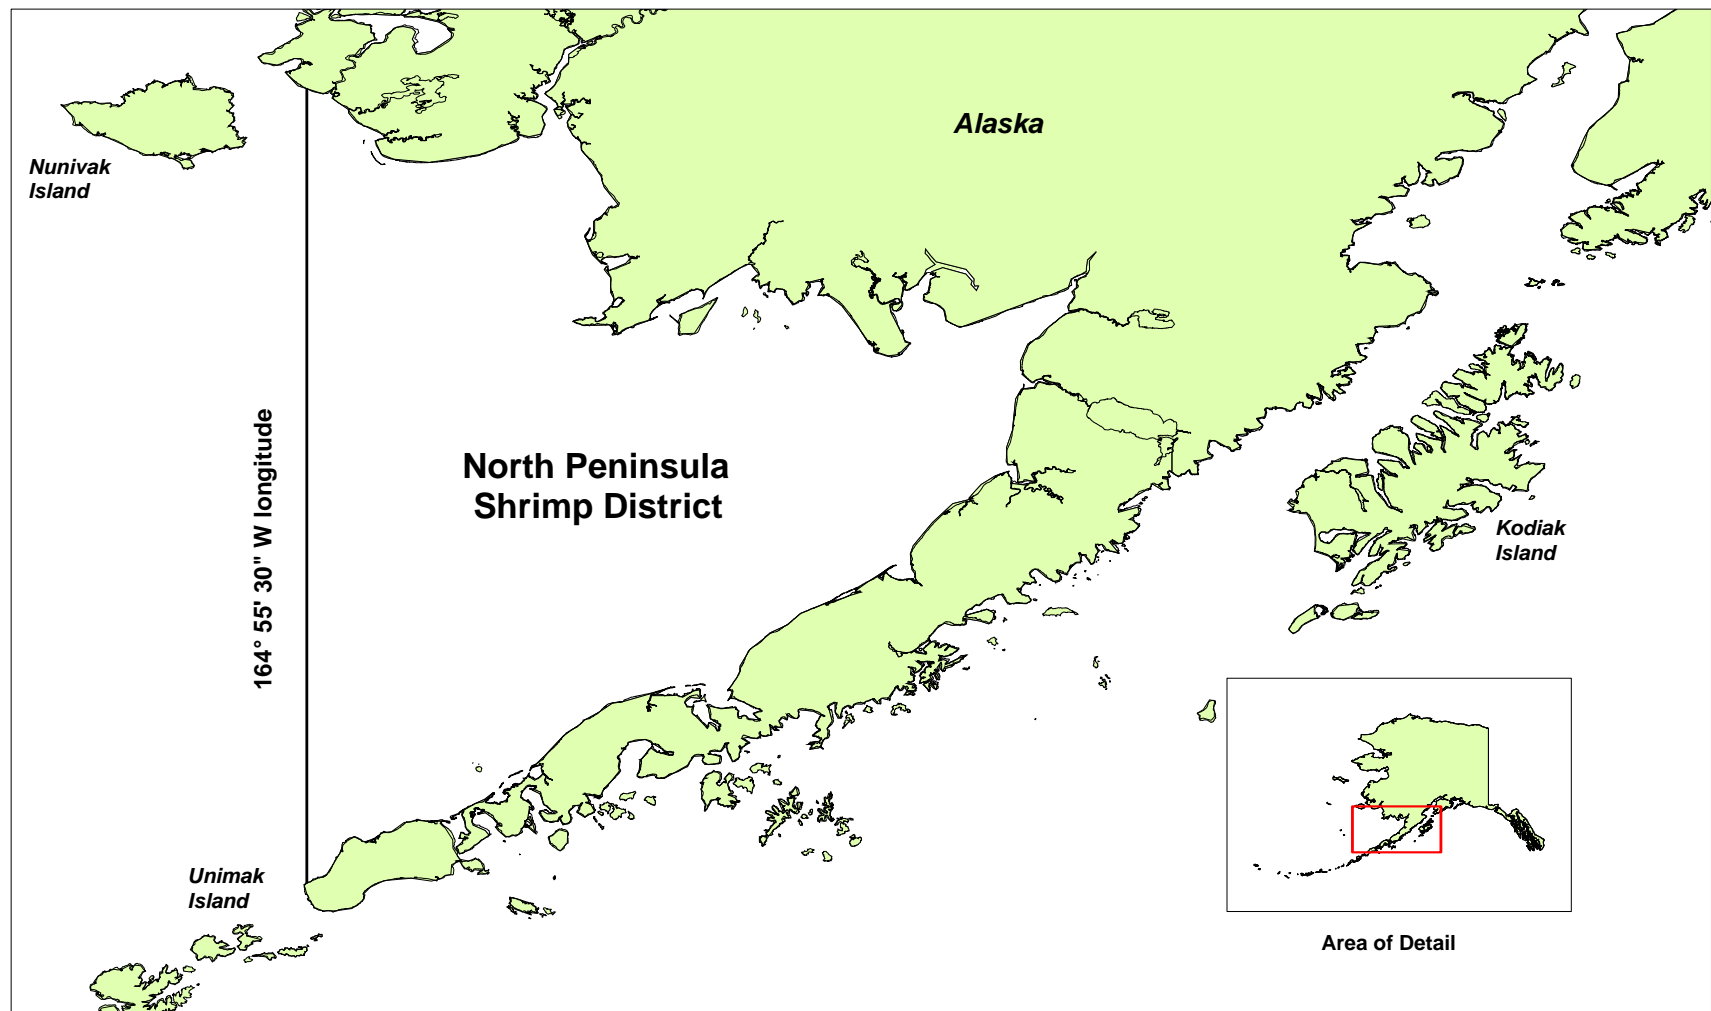 Alaska
Nunivak
Island
164° 55' 30" W longitude
North Peninsula
Shrimp District
Kodiak
Island
Unimak
Island
Area of Detail